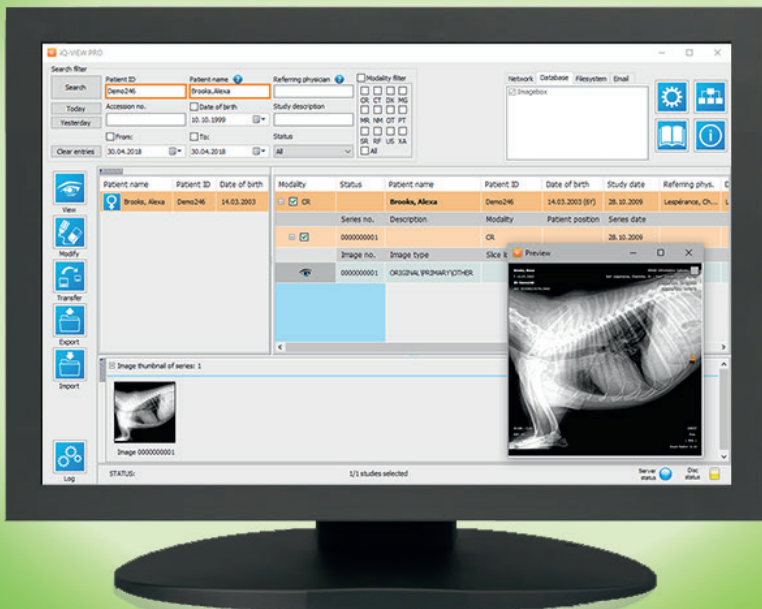 iQ-VIEW PRO
Search filter
Search
Patient ID
Patient name
Referring physician
Modality filter
Demo246
Brooks,Alexa
CR CT DX MG
Today
Accession no.
Date of birth
Study description
Yesterday
10.10.1999
MR NM OT PT
From:
To:
Status
SR RF US XA
Clear entries
30.04.2018
30.04.2018
All
All
Network Database Filesystem Email
Imagebox
View
Modify
Transfer
Export
Import
Log
Patient name Patient ID Date of birth
Brooks, Alexa Demo246 14.03.2003
Modality Status Patient name Patient ID Date of birth Study date Referring phys. D
CR Brooks, Alexa Demo246 14.03.2003 (6Y) 28.10.2009 Lespérance, Ch... L
Series no. Description Modality Patient position Series date
0000000001 CR 28.10.2009
Image no. Image type Slice l
0000000001 ORIGINAL\PRIMARY\OTHER
Preview
Image thumbnail of series: 1
Image 0000000001
STATUS:
1/1 studies selected
Server status
Disc status